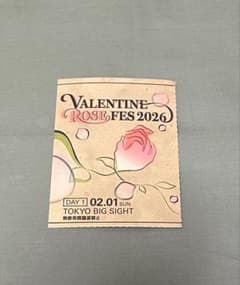 VALENTINE
ROSE FES 2026
DAY 1 02.01 SUN
TOKYO BIG SIGHT